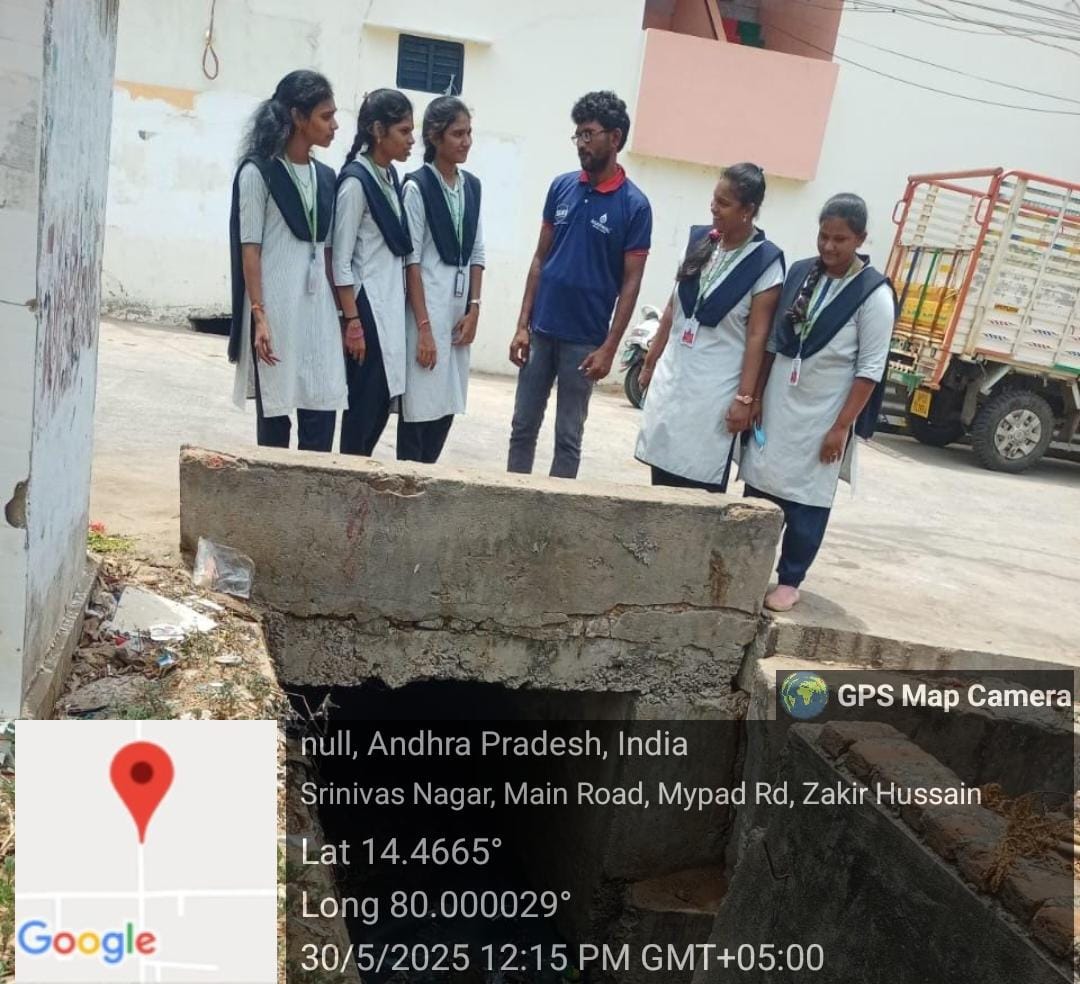 GPS Map Camera
null, Andhra Pradesh, India
Srinivas Nagar, Main Road, Mypad Rd, Zakir Hussain
Lat 14.4665°
Long 80.000029°
30/5/2025 12:15 PM GMT+05:00
Google